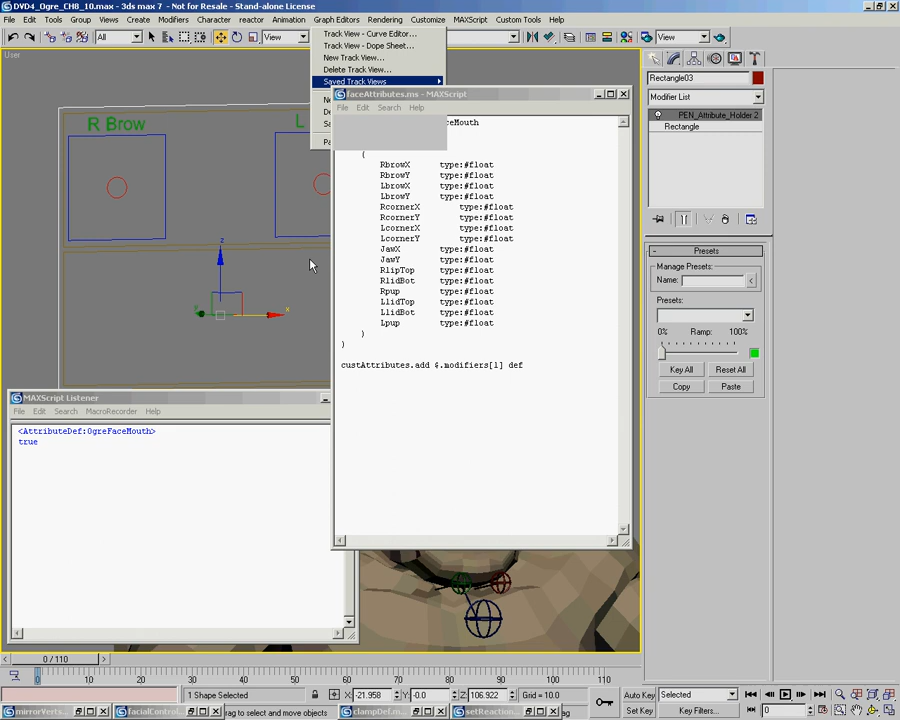 DVD4_Ogre_CH8_10.max - 3ds max 7 - Not for Resale - Stand-alone License
File Edit Tools Group Views Create Modifiers Character reactor Animation Graph Editors Rendering Customize MAXScript Custom Tools Help
All View View
Track View - Curve Editor...
Track View - Dope Sheet...
New Track View...
Delete Track View...
Saved Track Views
User
R Brow
L
z
x
faceAttributes.ms - MAXScript
File Edit Search Help
FaceMouth
(
RbrowX type:#float
RbrowY type:#float
LbrowX type:#float
LbrowY type:#float
RcornerX type:#float
RcornerY type:#float
LcornerX type:#float
LcornerY type:#float
JawX type:#float
JawY type:#float
RlipTop type:#float
RlidBot type:#float
Rpup type:#float
LlidTop type:#float
LlidBot type:#float
Lpup type:#float
)
)
custAttributes.add $.modifiers[1] def
MAXScript Listener
File Edit Search MacroRecorder Help
<AttributeDef:OgreFaceMouth>
true
Rectangle03
Modifier List
PEN_Attribute_Holder 2
Rectangle
Presets
Manage Presets:
Name:
Presets:
0% Ramp: 100%
Key All Reset All
Copy Paste
0 / 110
0 10 20 30 40 50 60 70 80 90 100 110
1 Shape Selected X: -21.958 Y: -0.0 Z: 106.922 Grid = 10.0 Auto Key Selected
mirrorVerts... facialControl... drag to select and move objects clampDef.m... setReaction... ag Set Key Key Filters... 0